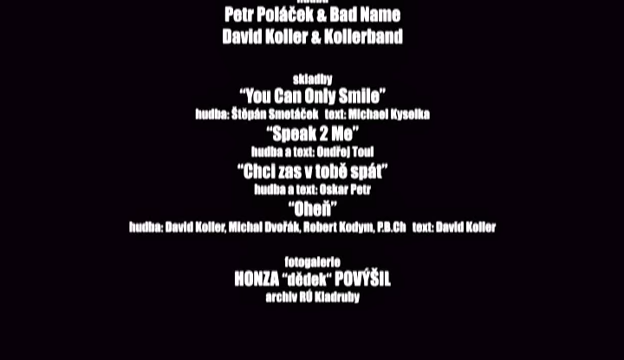 hudba
Petr Poláček & Bad Name
David Koller & Kollerband
skladby
“You Can Only Smile”
hudba: Štěpán Smetáček text: Michael Kyselka
“Speak 2 Me”
hudba a text: Ondřej Toul
“Chci zas v tobě spát”
hudba a text: Oskar Petr
“Oheň”
hudba: David Koller, Michal Dvořák, Robert Kodym, P.B.Ch text: David Koller
fotogalerie
HONZA “dědek“ POVÝŠIL
archiv RÚ Kladruby